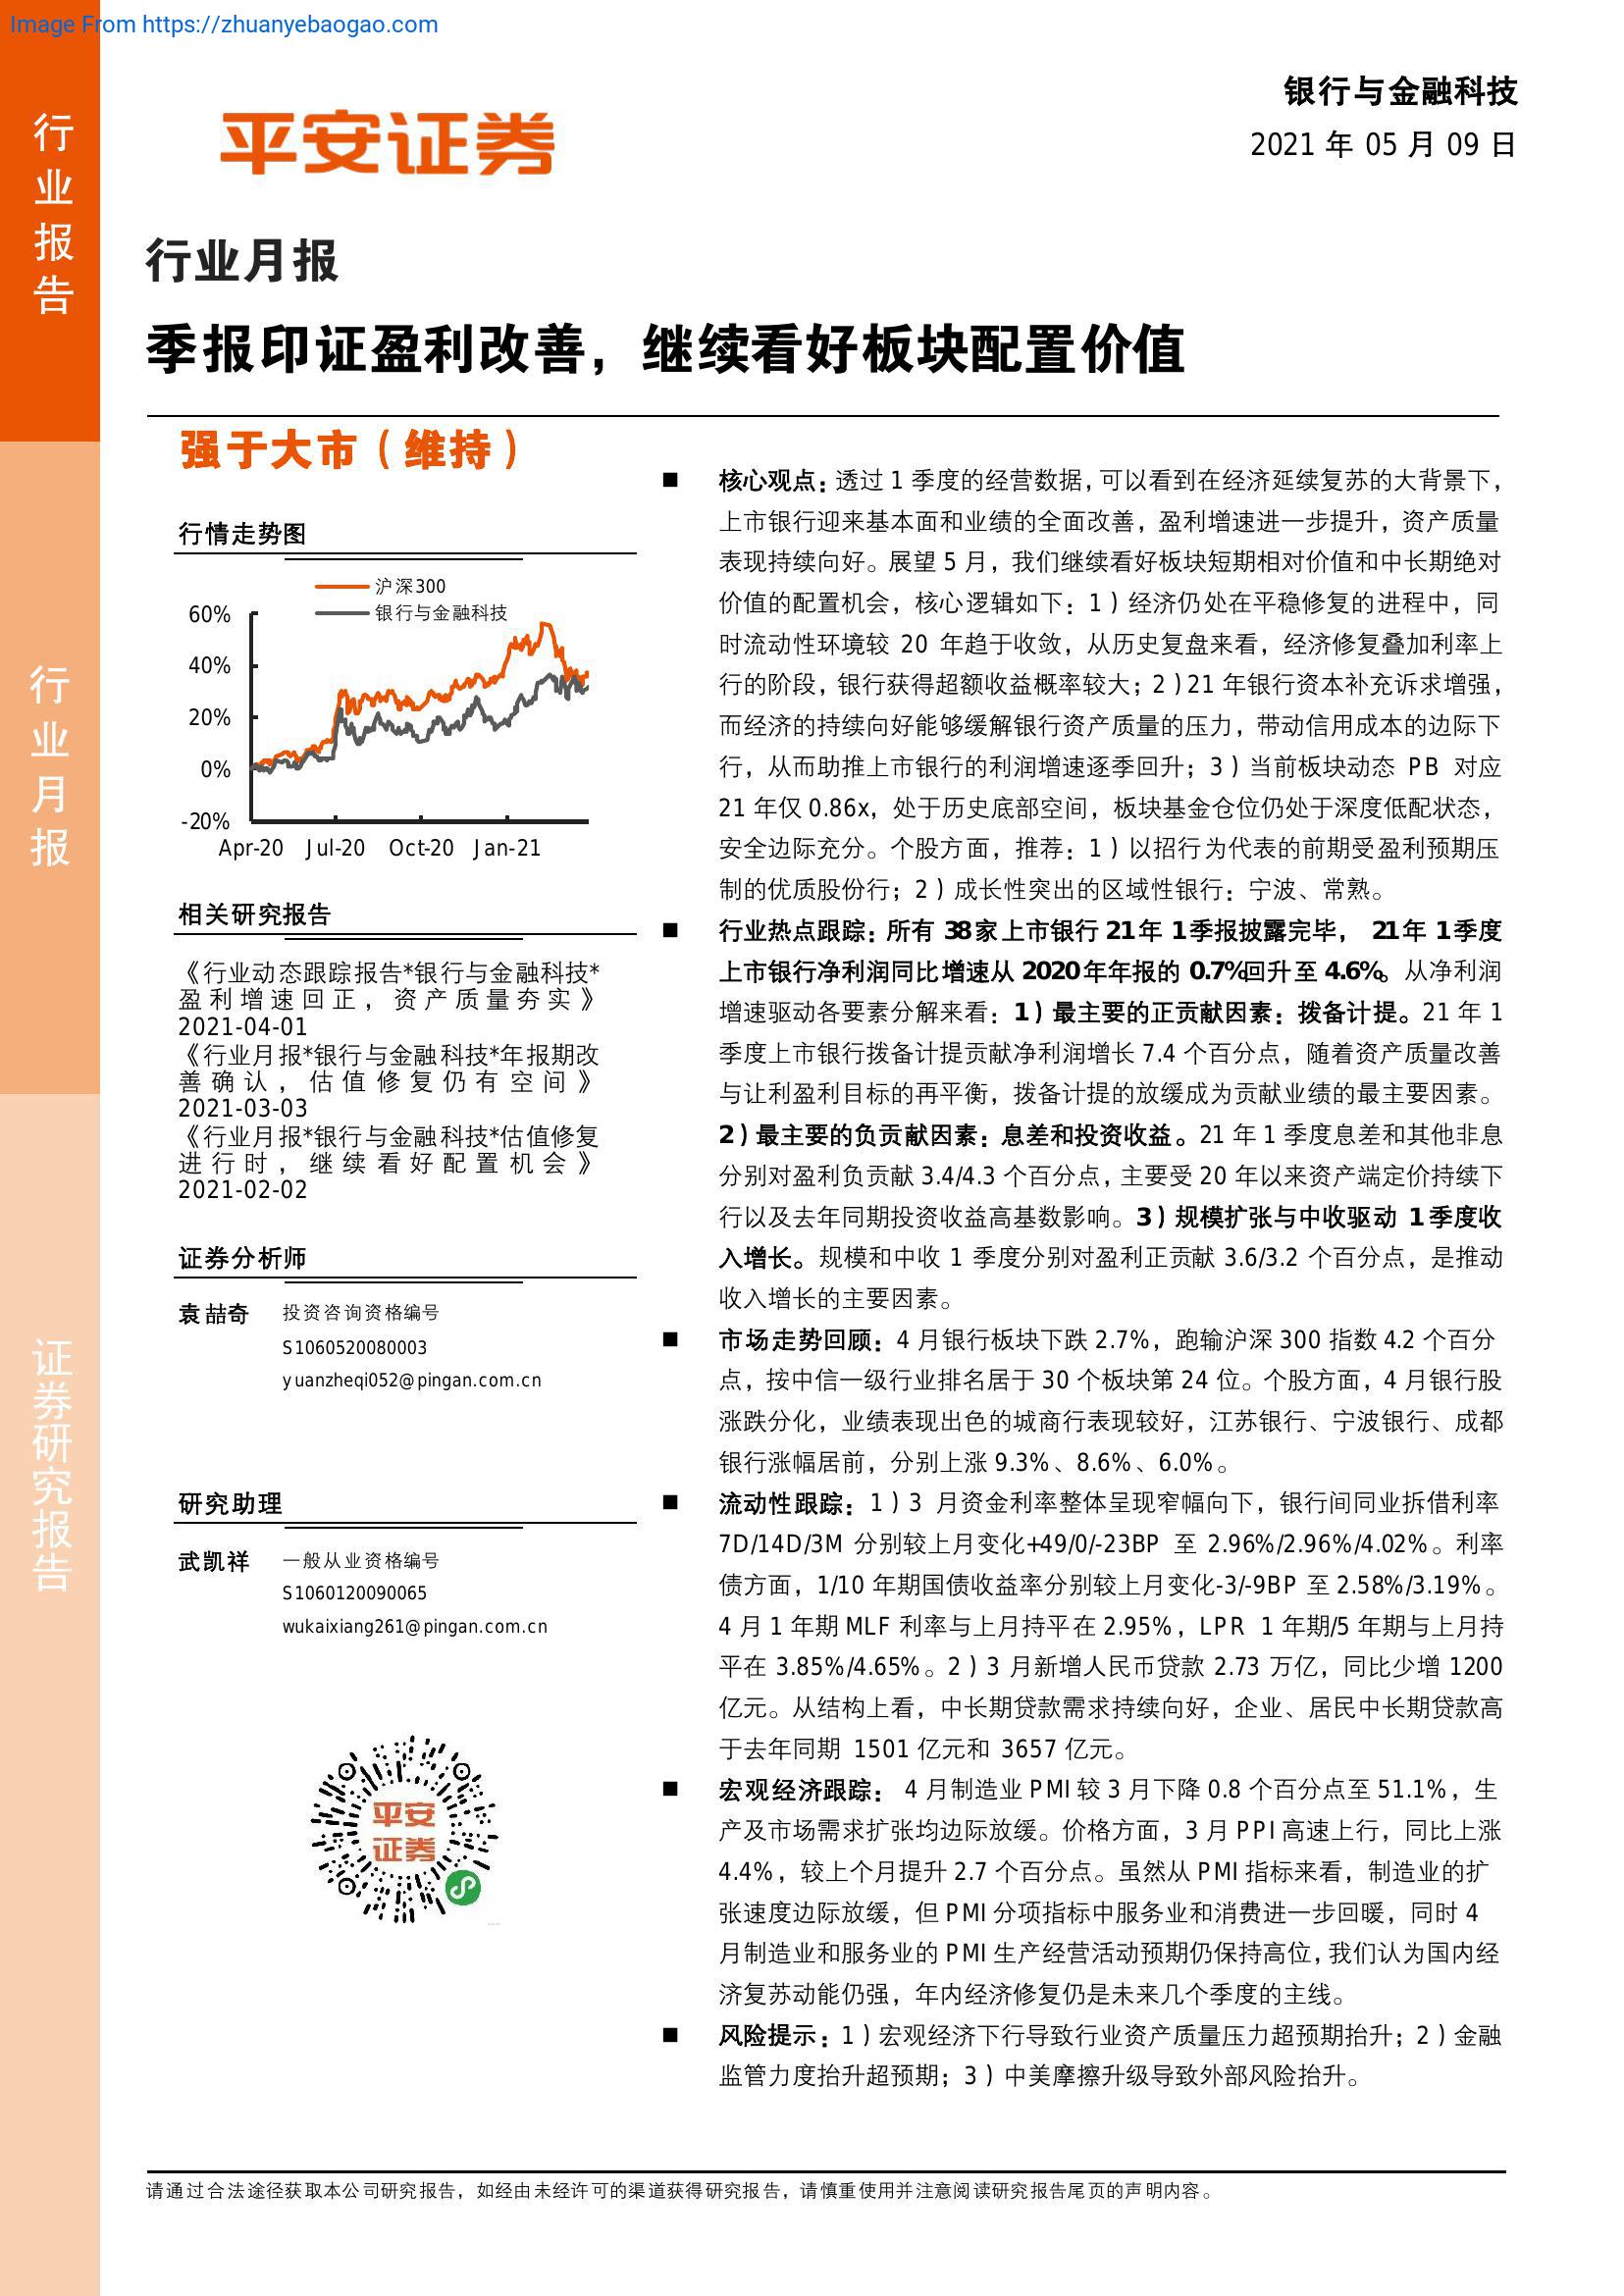 Image From https://zhuanyebaogao.com
行业报告
行业月报
证券研究报告
平安证券
银行与金融科技
2021 年 05 月 09 日
行业月报
季报印证盈利改善，继续看好板块配置价值
强于大市（维持）
行情走势图
沪深300
银行与金融科技
60%
40%
20%
0%
-20%
Apr-20 Jul-20 Oct-20 Jan-21
相关研究报告
《行业动态跟踪报告*银行与金融科技*
盈利增速回正，资产质量夯实》
2021-04-01
《行业月报*银行与金融科技*年报期改
善确认，估值修复仍有空间》
2021-03-03
《行业月报*银行与金融科技*估值修复
进行时，继续看好配置机会》
2021-02-02
证券分析师
袁喆奇 投资咨询资格编号
S1060520080003
yuanzheqi052@pingan.com.cn
研究助理
武凯祥 一般从业资格编号
S1060120090065
wukaixiang261@pingan.com.cn
平安
证券
■ 核心观点：透过 1 季度的经营数据，可以看到在经济延续复苏的大背景下，
上市银行迎来基本面和业绩的全面改善，盈利增速进一步提升，资产质量
表现持续向好。展望 5 月，我们继续看好板块短期相对价值和中长期绝对
价值的配置机会，核心逻辑如下：1）经济仍处在平稳修复的进程中，同
时流动性环境较 20 年趋于收敛，从历史复盘来看，经济修复叠加利率上
行的阶段，银行获得超额收益概率较大；2）21 年银行资本补充诉求增强，
而经济的持续向好能够缓解银行资产质量的压力，带动信用成本的边际下
行，从而助推上市银行的利润增速逐季回升；3）当前板块动态 PB 对应
21 年仅 0.86x，处于历史底部空间，板块基金仓位仍处于深度低配状态，
安全边际充分。个股方面，推荐：1）以招行为代表的前期受盈利预期压
制的优质股份行；2）成长性突出的区域性银行：宁波、常熟。
■ 行业热点跟踪：所有 38 家上市银行 21 年 1 季报披露完毕， 21 年 1 季度
上市银行净利润同比增速从 2020 年年报的 0.7%回升至 4.6%。从净利润
增速驱动各要素分解来看：1）最主要的正贡献因素：拨备计提。21 年 1
季度上市银行拨备计提贡献净利润增长 7.4 个百分点，随着资产质量改善
与让利盈利目标的再平衡，拨备计提的放缓成为贡献业绩的最主要因素。
2）最主要的负贡献因素：息差和投资收益。21 年 1 季度息差和其他非息
分别对盈利负贡献 3.4/4.3 个百分点，主要受 20 年以来资产端定价持续下
行以及去年同期投资收益高基数影响。3）规模扩张与中收驱动 1 季度收
入增长。规模和中收 1 季度分别对盈利正贡献 3.6/3.2 个百分点，是推动
收入增长的主要因素。
■ 市场走势回顾：4 月银行板块下跌 2.7%，跑输沪深 300 指数 4.2 个百分
点，按中信一级行业排名居于 30 个板块第 24 位。个股方面，4 月银行股
涨跌分化，业绩表现出色的城商行表现较好，江苏银行、宁波银行、成都
银行涨幅居前，分别上涨 9.3%、8.6%、6.0%。
■ 流动性跟踪：1）3 月资金利率整体呈现窄幅向下，银行间同业拆借利率
7D/14D/3M 分别较上月变化+49/0/-23BP 至 2.96%/2.96%/4.02%。利率
债方面，1/10 年期国债收益率分别较上月变化-3/-9BP 至 2.58%/3.19%。
4 月 1 年期 MLF 利率与上月持平在 2.95%，LPR 1 年期/5 年期与上月持
平在 3.85%/4.65%。2）3 月新增人民币贷款 2.73 万亿，同比少增 1200
亿元。从结构上看，中长期贷款需求持续向好，企业、居民中长期贷款高
于去年同期 1501 亿元和 3657 亿元。
■ 宏观经济跟踪： 4 月制造业 PMI 较 3 月下降 0.8 个百分点至 51.1%，生
产及市场需求扩张均边际放缓。价格方面，3 月 PPI 高速上行，同比上涨
4.4%，较上个月提升 2.7 个百分点。虽然从 PMI 指标来看，制造业的扩
张速度边际放缓，但 PMI 分项指标中服务业和消费进一步回暖，同时 4
月制造业和服务业的 PMI 生产经营活动预期仍保持高位，我们认为国内经
济复苏动能仍强，年内经济修复仍是未来几个季度的主线。
■ 风险提示：1）宏观经济下行导致行业资产质量压力超预期抬升；2）金融
监管力度抬升超预期；3）中美摩擦升级导致外部风险抬升。
请通过合法途径获取本公司研究报告，如经由未经许可的渠道获得研究报告，请慎重使用并注意阅读研究报告尾页的声明内容。